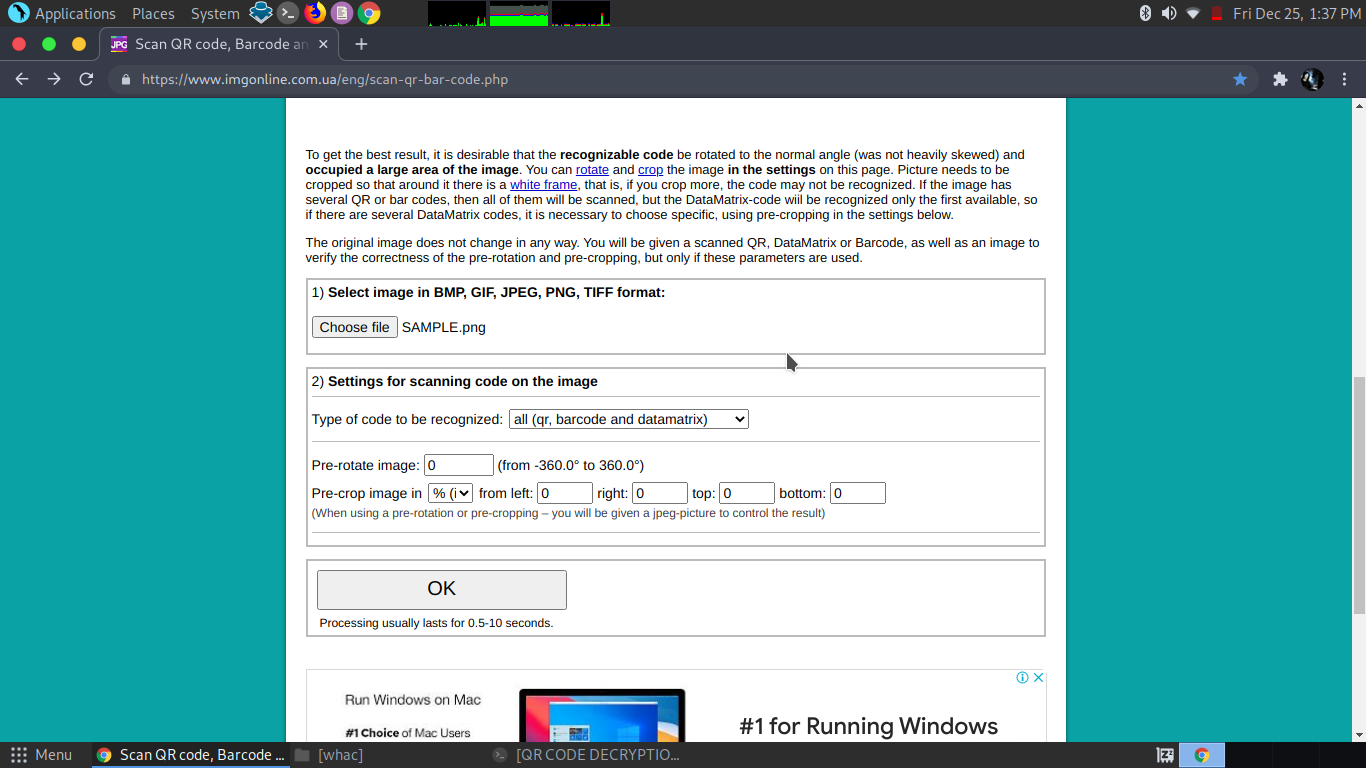 Applications Places System Fri Dec 25, 1:37 PM
JPG Scan QR code, Barcode an
https://www.imgonline.com.ua/eng/scan-qr-bar-code.php
To get the best result, it is desirable that the recognizable code be rotated to the normal angle (was not heavily skewed) and
occupied a large area of the image. You can rotate and crop the image in the settings on this page. Picture needs to be
cropped so that around it there is a white frame, that is, if you crop more, the code may not be recognized. If the image has
several QR or bar codes, then all of them will be scanned, but the DataMatrix-code wiil be recognized only the first available, so
if there are several DataMatrix codes, it is necessary to choose specific, using pre-cropping in the settings below.
The original image does not change in any way. You will be given a scanned QR, DataMatrix or Barcode, as well as an image to
verify the correctness of the pre-rotation and pre-cropping, but only if these parameters are used.
1) Select image in BMP, GIF, JPEG, PNG, TIFF format:
Choose file SAMPLE.png
2) Settings for scanning code on the image
Type of code to be recognized: all (qr, barcode and datamatrix)
Pre-rotate image: 0 (from -360.0° to 360.0°)
Pre-crop image in % (i from left: 0 right: 0 top: 0 bottom: 0
(When using a pre-rotation or pre-cropping – you will be given a jpeg-picture to control the result)
OK
Processing usually lasts for 0.5-10 seconds.
Run Windows on Mac
#1 Choice of Mac Users
#1 for Running Windows
Menu Scan QR code, Barcode ... [whac] [QR CODE DECRYPTIO...